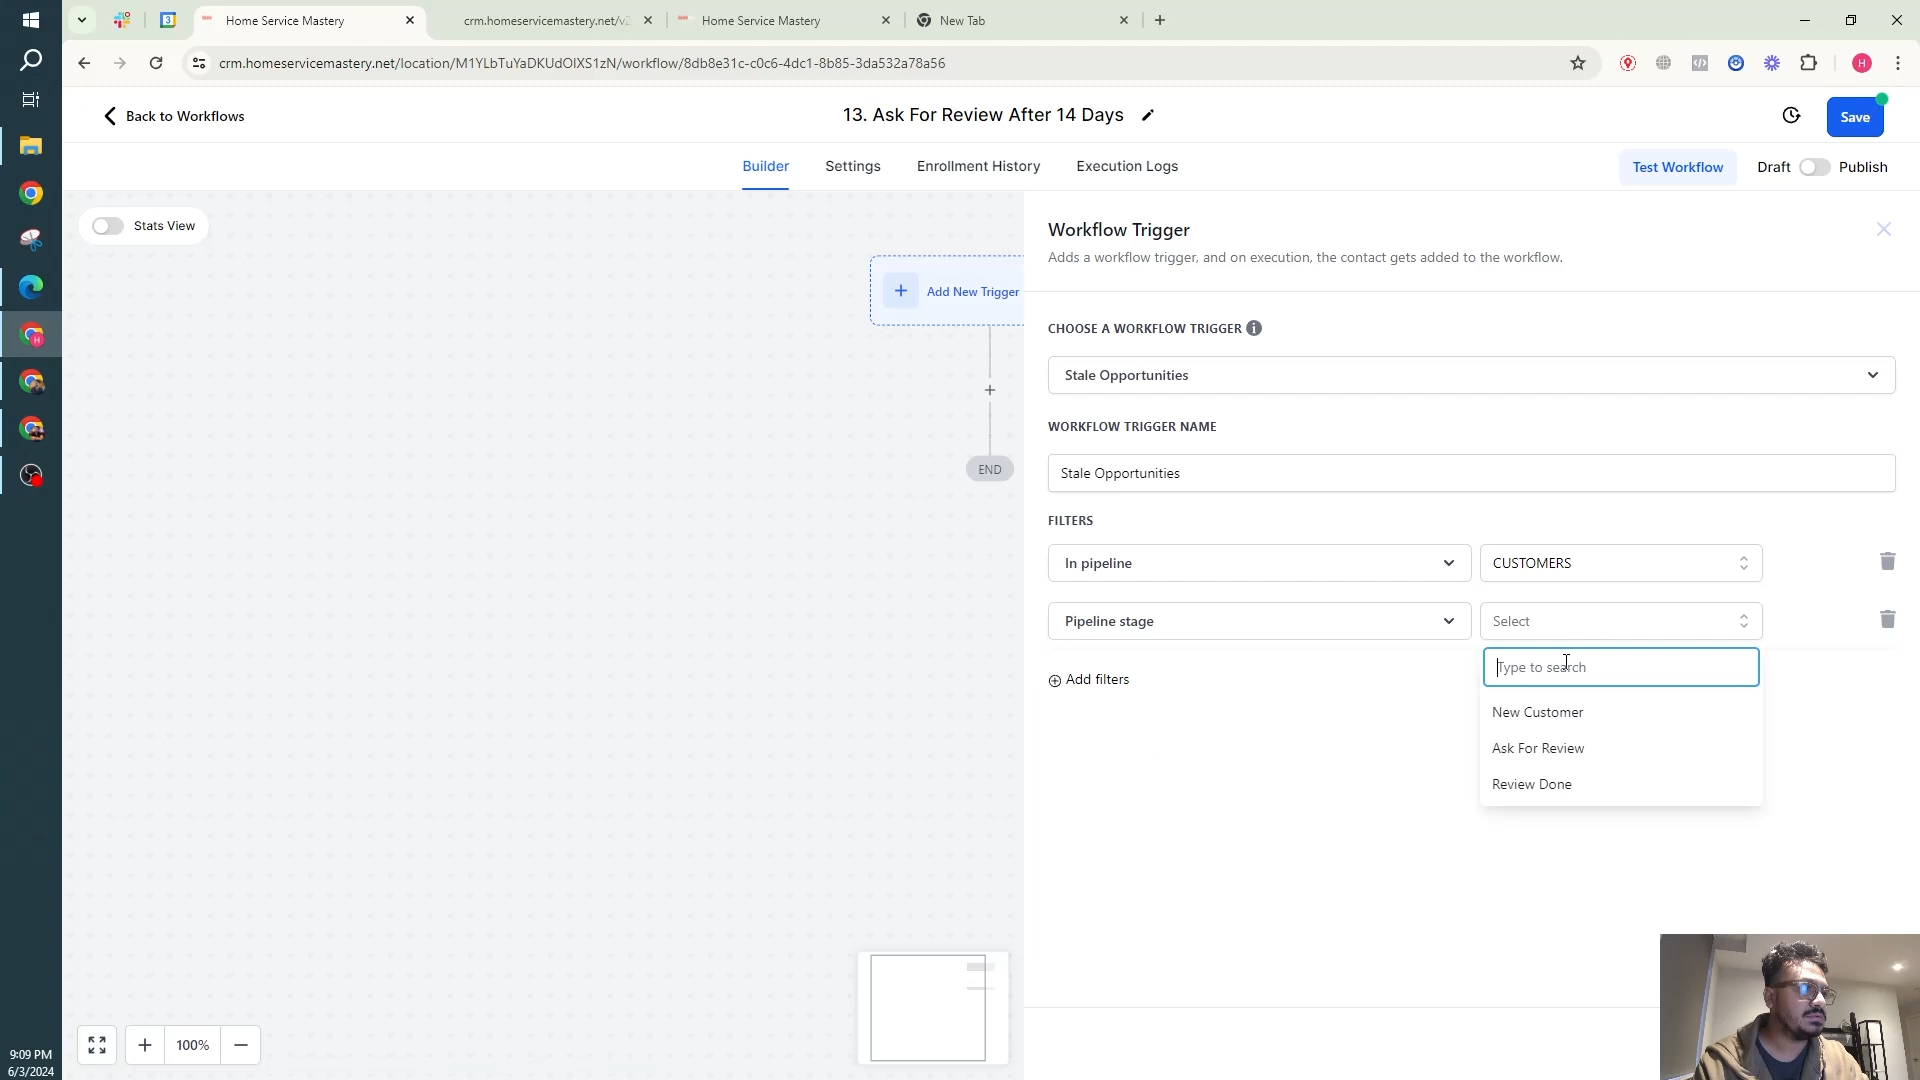 Home Service Mastery
crm.homeservicemastery.net/v2
Home Service Mastery
New Tab
crm.homeservicemastery.net/location/M1YLbTuYaDKUdOlXS1zN/workflow/8db8e31c-c0c6-4dc1-8b85-3da532a78a56
H
Back to Workflows
13. Ask For Review After 14 Days
Save
Builder
Settings
Enrollment History
Execution Logs
Test Workflow
Draft
Publish
Stats View
Add New Trigger
END
Workflow Trigger
Adds a workflow trigger, and on execution, the contact gets added to the workflow.
CHOOSE A WORKFLOW TRIGGER
Stale Opportunities
WORKFLOW TRIGGER NAME
Stale Opportunities
FILTERS
In pipeline
CUSTOMERS
Pipeline stage
Select
Type to search
Add filters
New Customer
Ask For Review
Review Done
100%
9:09 PM
6/3/2024